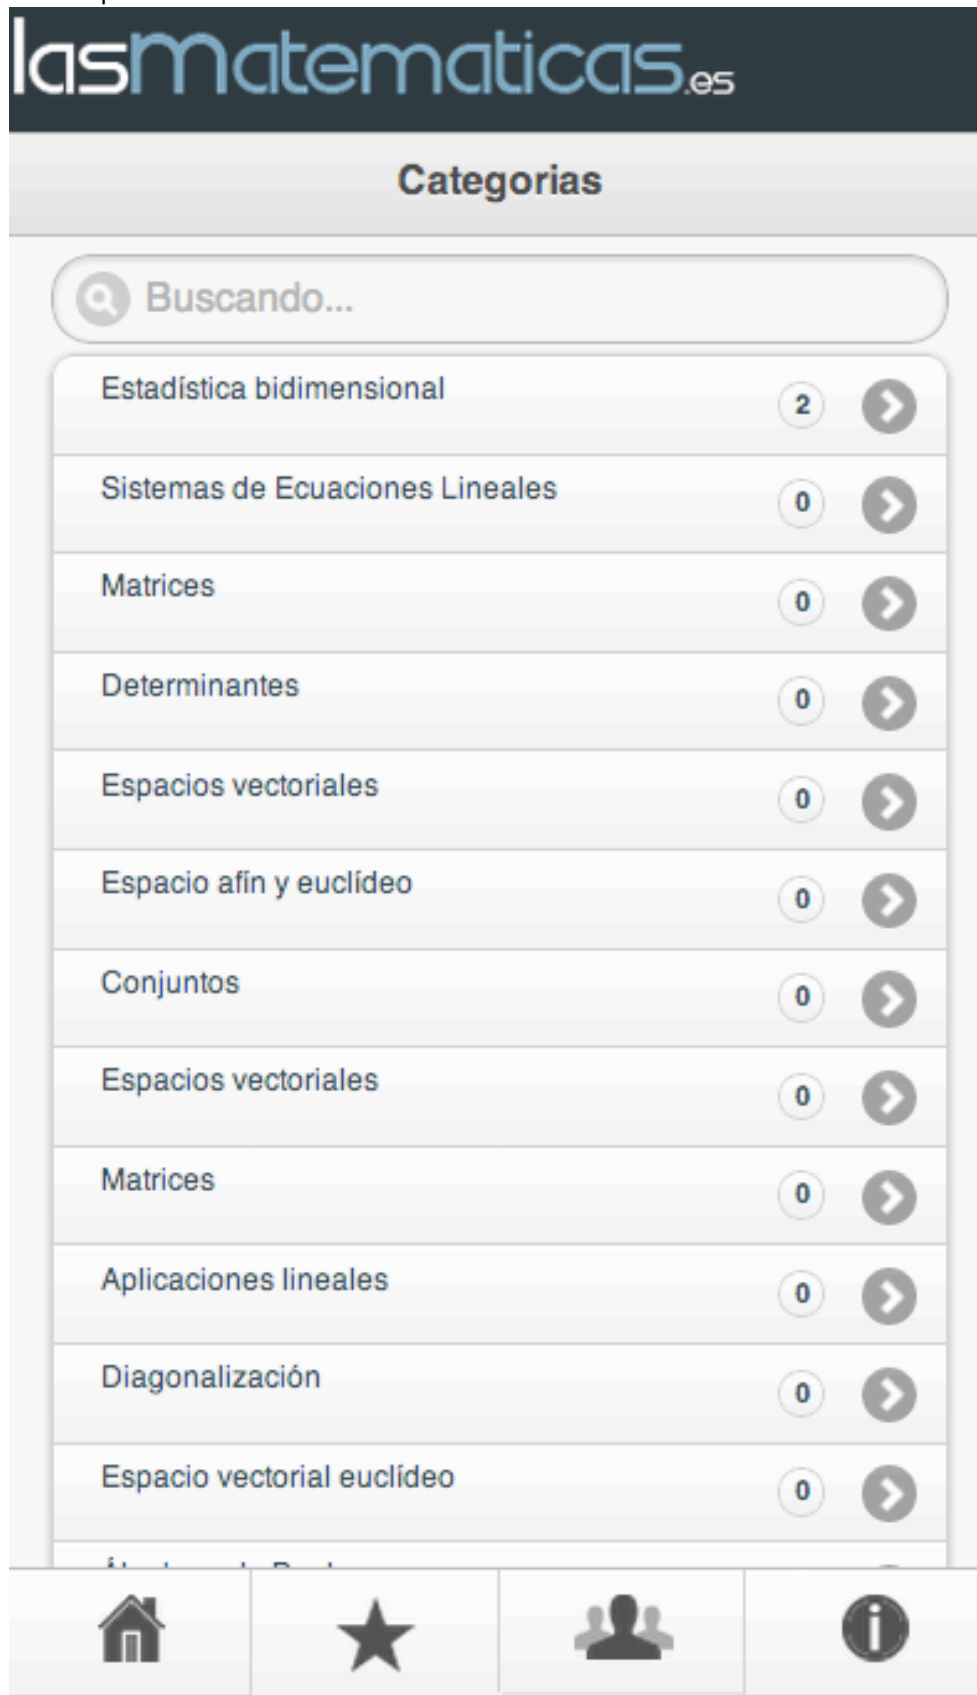 lasmatematicas.es
Categorias
Buscando...
Estadística bidimensional 2
Sistemas de Ecuaciones Lineales 0
Matrices 0
Determinantes 0
Espacios vectoriales 0
Espacio afín y euclídeo 0
Conjuntos 0
Espacios vectoriales 0
Matrices 0
Aplicaciones lineales 0
Diagonalización 0
Espacio vectorial euclídeo 0